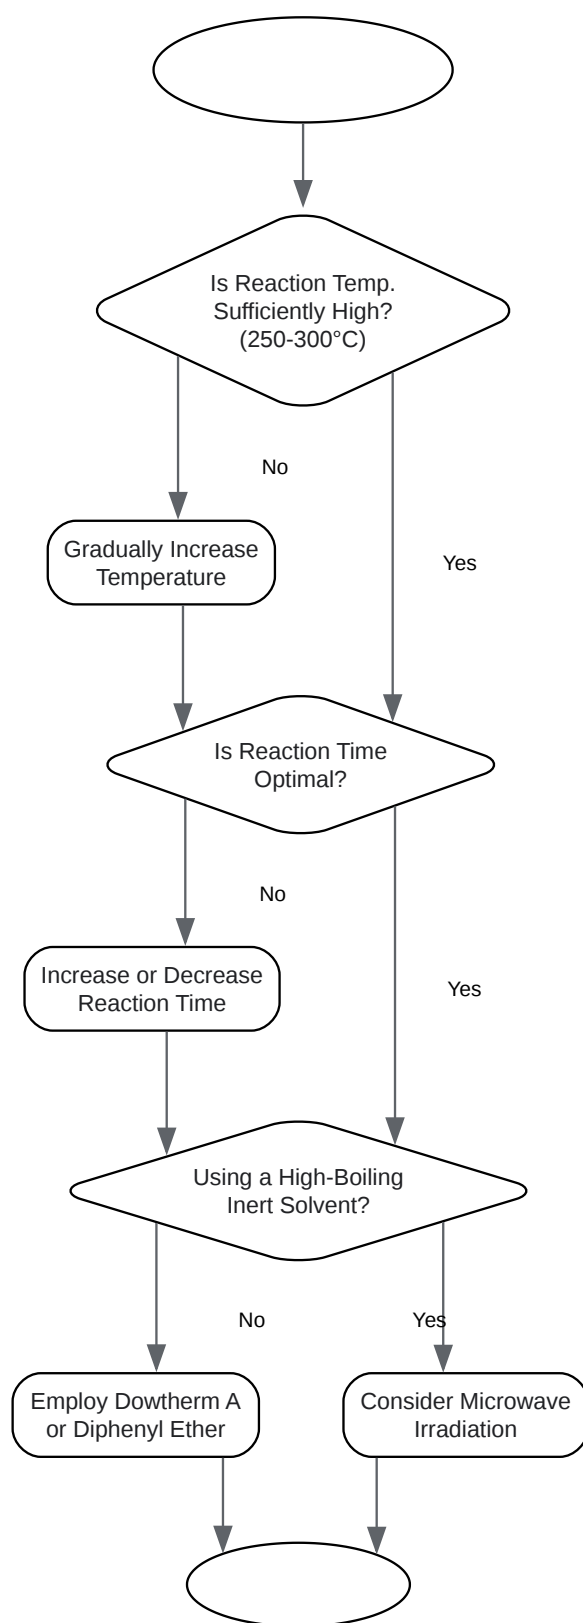 Is Reaction Temp.
Sufficiently High?
(250-300°C)
No
Gradually Increase
Temperature
Yes
Is Reaction Time
Optimal?
No
Increase or Decrease
Reaction Time
Yes
Using a High-Boiling
Inert Solvent?
No
Yes
Employ Dowtherm A
or Diphenyl Ether
Consider Microwave
Irradiation